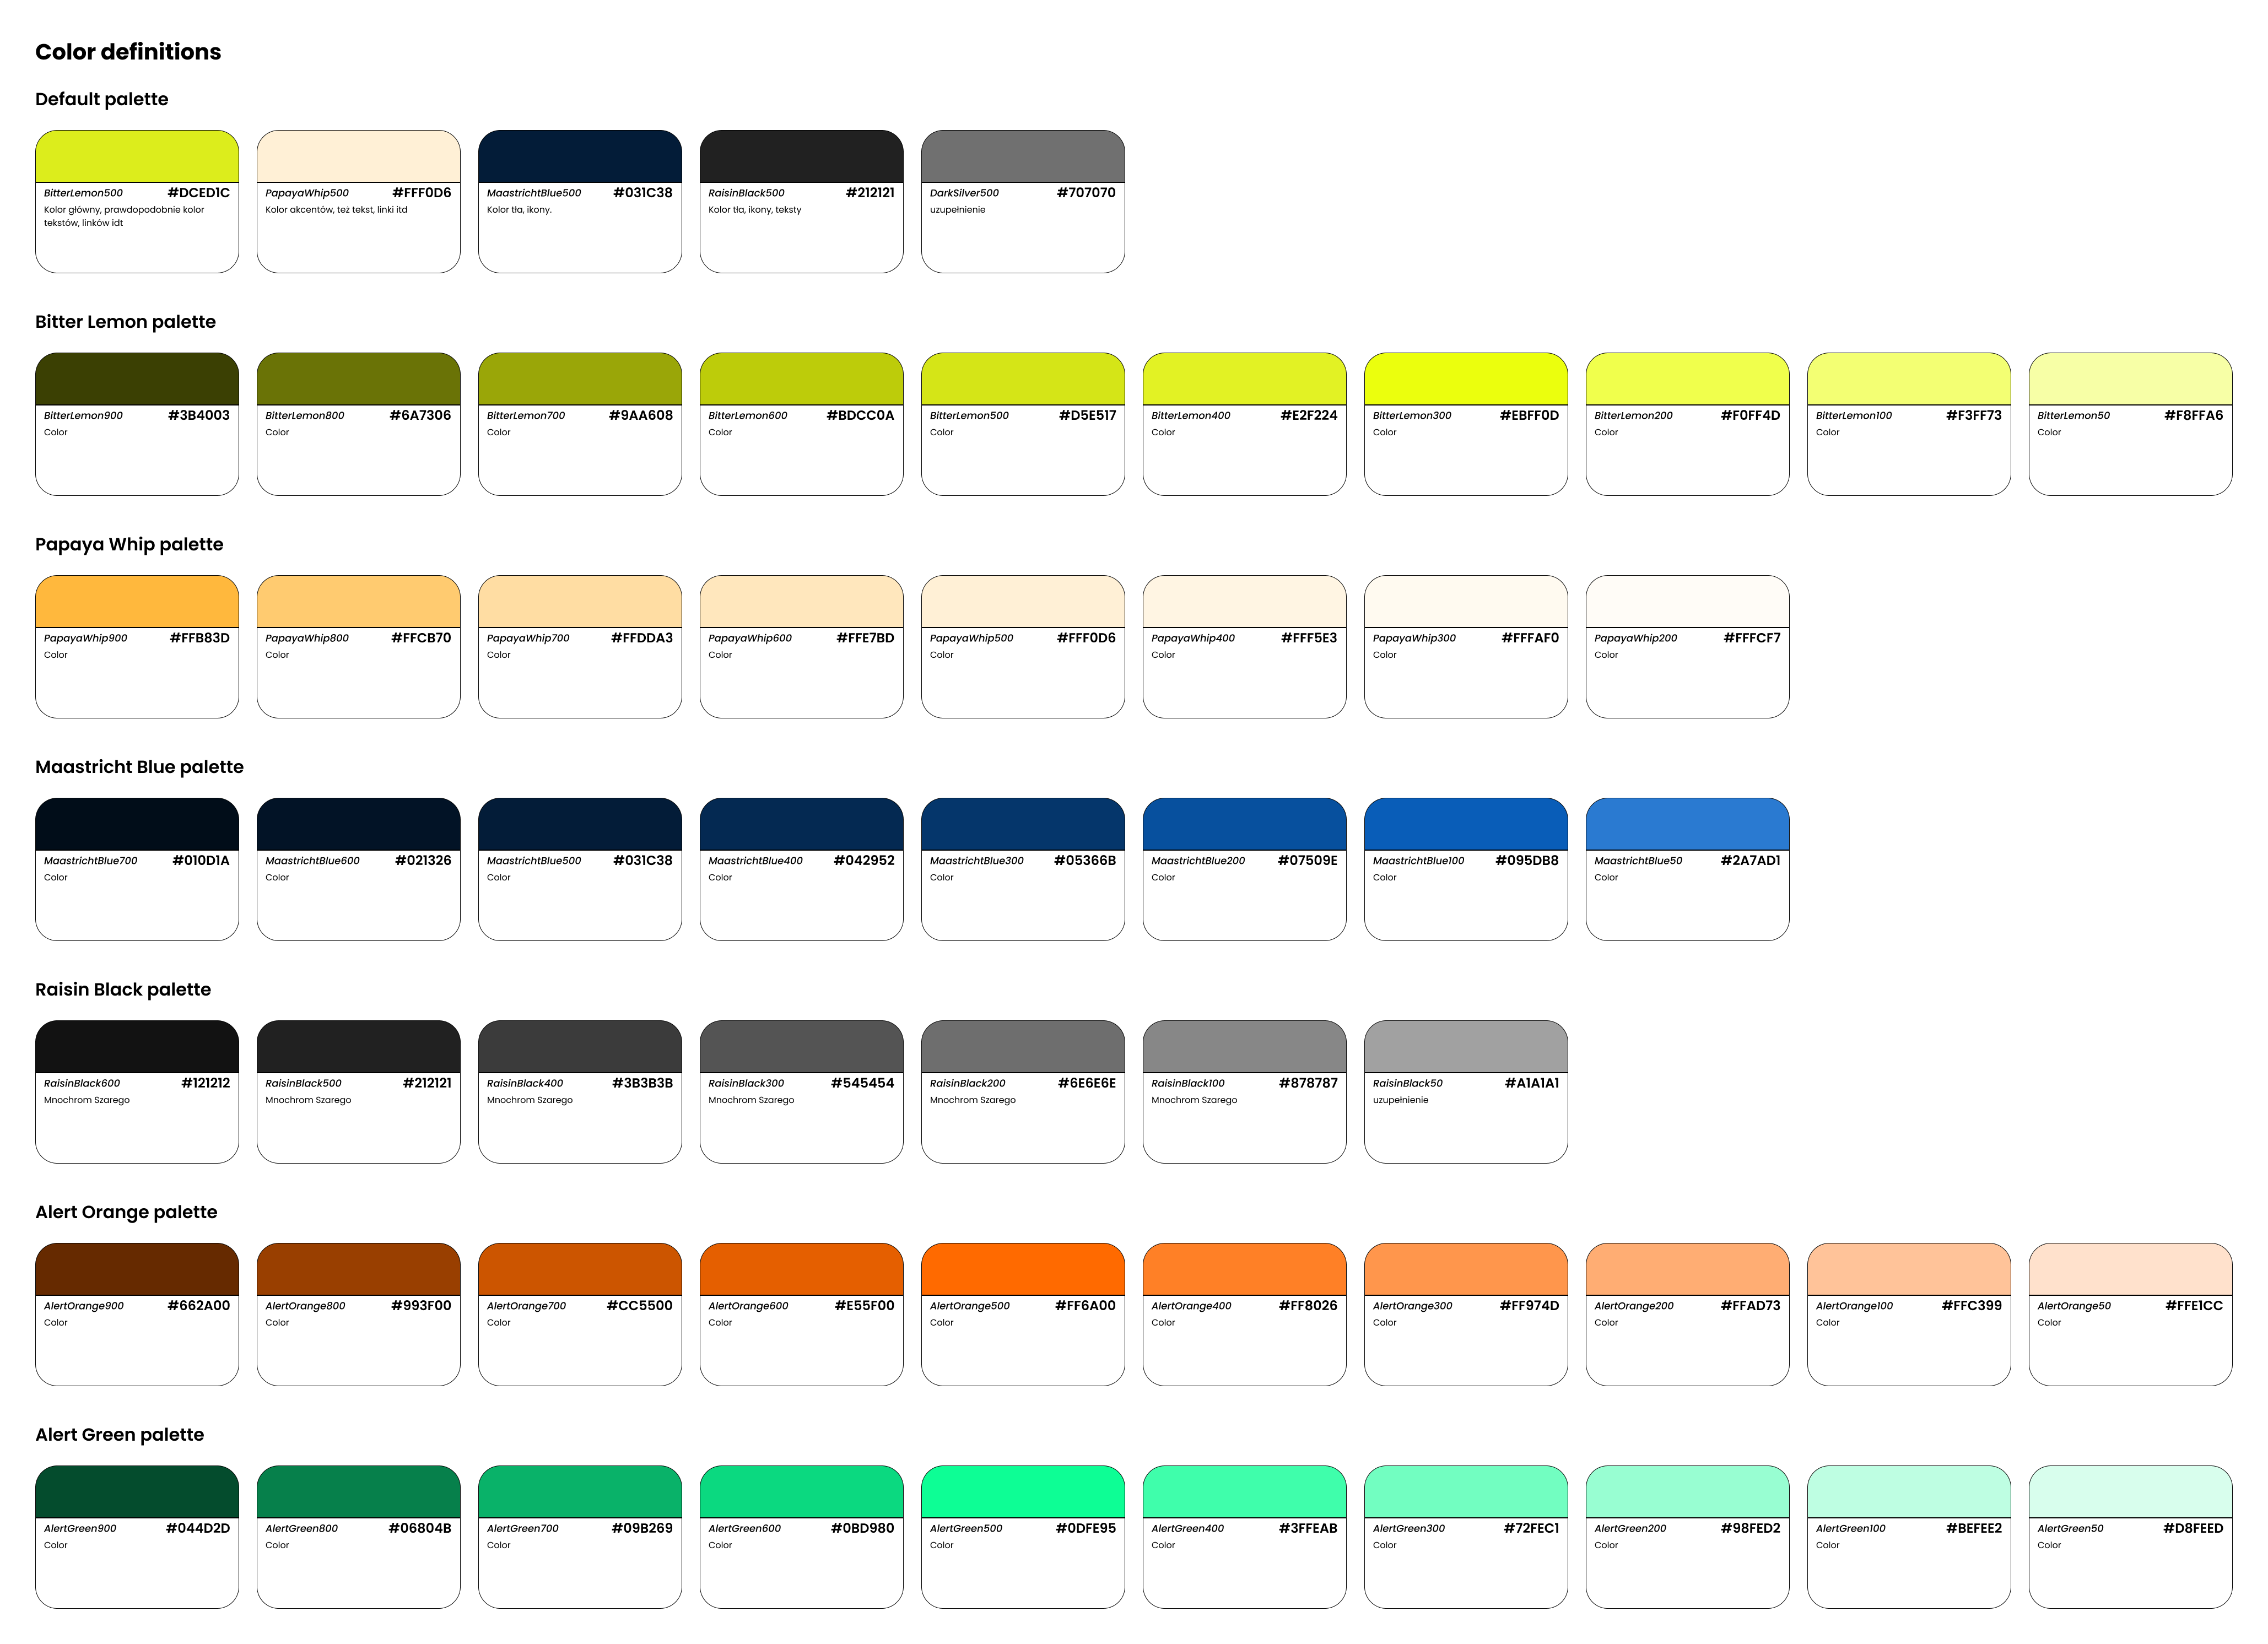 Color definitions
Default palette
BitterLemon500 #DCED1C
Kolor główny, prawdopodobnie kolor
tekstów, linków idt
PapayaWhip500 #FFF0D6
Kolor akcentów, też tekst, linki itd
MaastrichtBlue500 #031C38
Kolor tła, ikony.
RaisinBlack500 #212121
Kolor tła, ikony, teksty
DarkSilver500 #707070
uzupełnienie
Bitter Lemon palette
BitterLemon900 #3B4003
Color
BitterLemon800 #6A7306
Color
BitterLemon700 #9AA608
Color
BitterLemon600 #BDCC0A
Color
BitterLemon500 #D5E517
Color
BitterLemon400 #E2F224
Color
BitterLemon300 #EBFF0D
Color
BitterLemon200 #F0FF4D
Color
BitterLemon100 #F3FF73
Color
BitterLemon50 #F8FFA6
Color
Papaya Whip palette
PapayaWhip900 #FFB83D
Color
PapayaWhip800 #FFCB70
Color
PapayaWhip700 #FFDDA3
Color
PapayaWhip600 #FFE7BD
Color
PapayaWhip500 #FFF0D6
Color
PapayaWhip400 #FFF5E3
Color
PapayaWhip300 #FFFAF0
Color
PapayaWhip200 #FFFCF7
Color
Maastricht Blue palette
MaastrichtBlue700 #010D1A
Color
MaastrichtBlue600 #021326
Color
MaastrichtBlue500 #031C38
Color
MaastrichtBlue400 #042952
Color
MaastrichtBlue300 #05366B
Color
MaastrichtBlue200 #07509E
Color
MaastrichtBlue100 #095DB8
Color
MaastrichtBlue50 #2A7AD1
Color
Raisin Black palette
RaisinBlack600 #121212
Mnochrom Szarego
RaisinBlack500 #212121
Mnochrom Szarego
RaisinBlack400 #3B3B3B
Mnochrom Szarego
RaisinBlack300 #545454
Mnochrom Szarego
RaisinBlack200 #6E6E6E
Mnochrom Szarego
RaisinBlack100 #878787
Mnochrom Szarego
RaisinBlack50 #A1A1A1
uzupełnienie
Alert Orange palette
AlertOrange900 #662A00
Color
AlertOrange800 #993F00
Color
AlertOrange700 #CC5500
Color
AlertOrange600 #E55F00
Color
AlertOrange500 #FF6A00
Color
AlertOrange400 #FF8026
Color
AlertOrange300 #FF974D
Color
AlertOrange200 #FFAD73
Color
AlertOrange100 #FFC399
Color
AlertOrange50 #FFE1CC
Color
Alert Green palette
AlertGreen900 #044D2D
Color
AlertGreen800 #06804B
Color
AlertGreen700 #09B269
Color
AlertGreen600 #0BD980
Color
AlertGreen500 #0DFE95
Color
AlertGreen400 #3FFEAB
Color
AlertGreen300 #72FEC1
Color
AlertGreen200 #98FED2
Color
AlertGreen100 #BEFEE2
Color
AlertGreen50 #D8FEED
Color